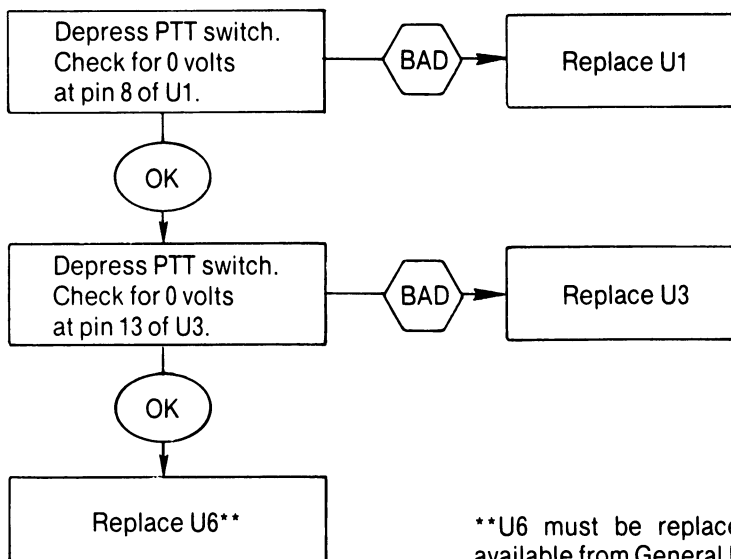 Depress PTT switch.
Check for 0 volts
at pin 8 of U1.
BAD
Replace U1
OK
Depress PTT switch.
Check for 0 volts
at pin 13 of U3.
BAD
Replace U3
OK
Replace U6**
**U6 must be replace
available from General